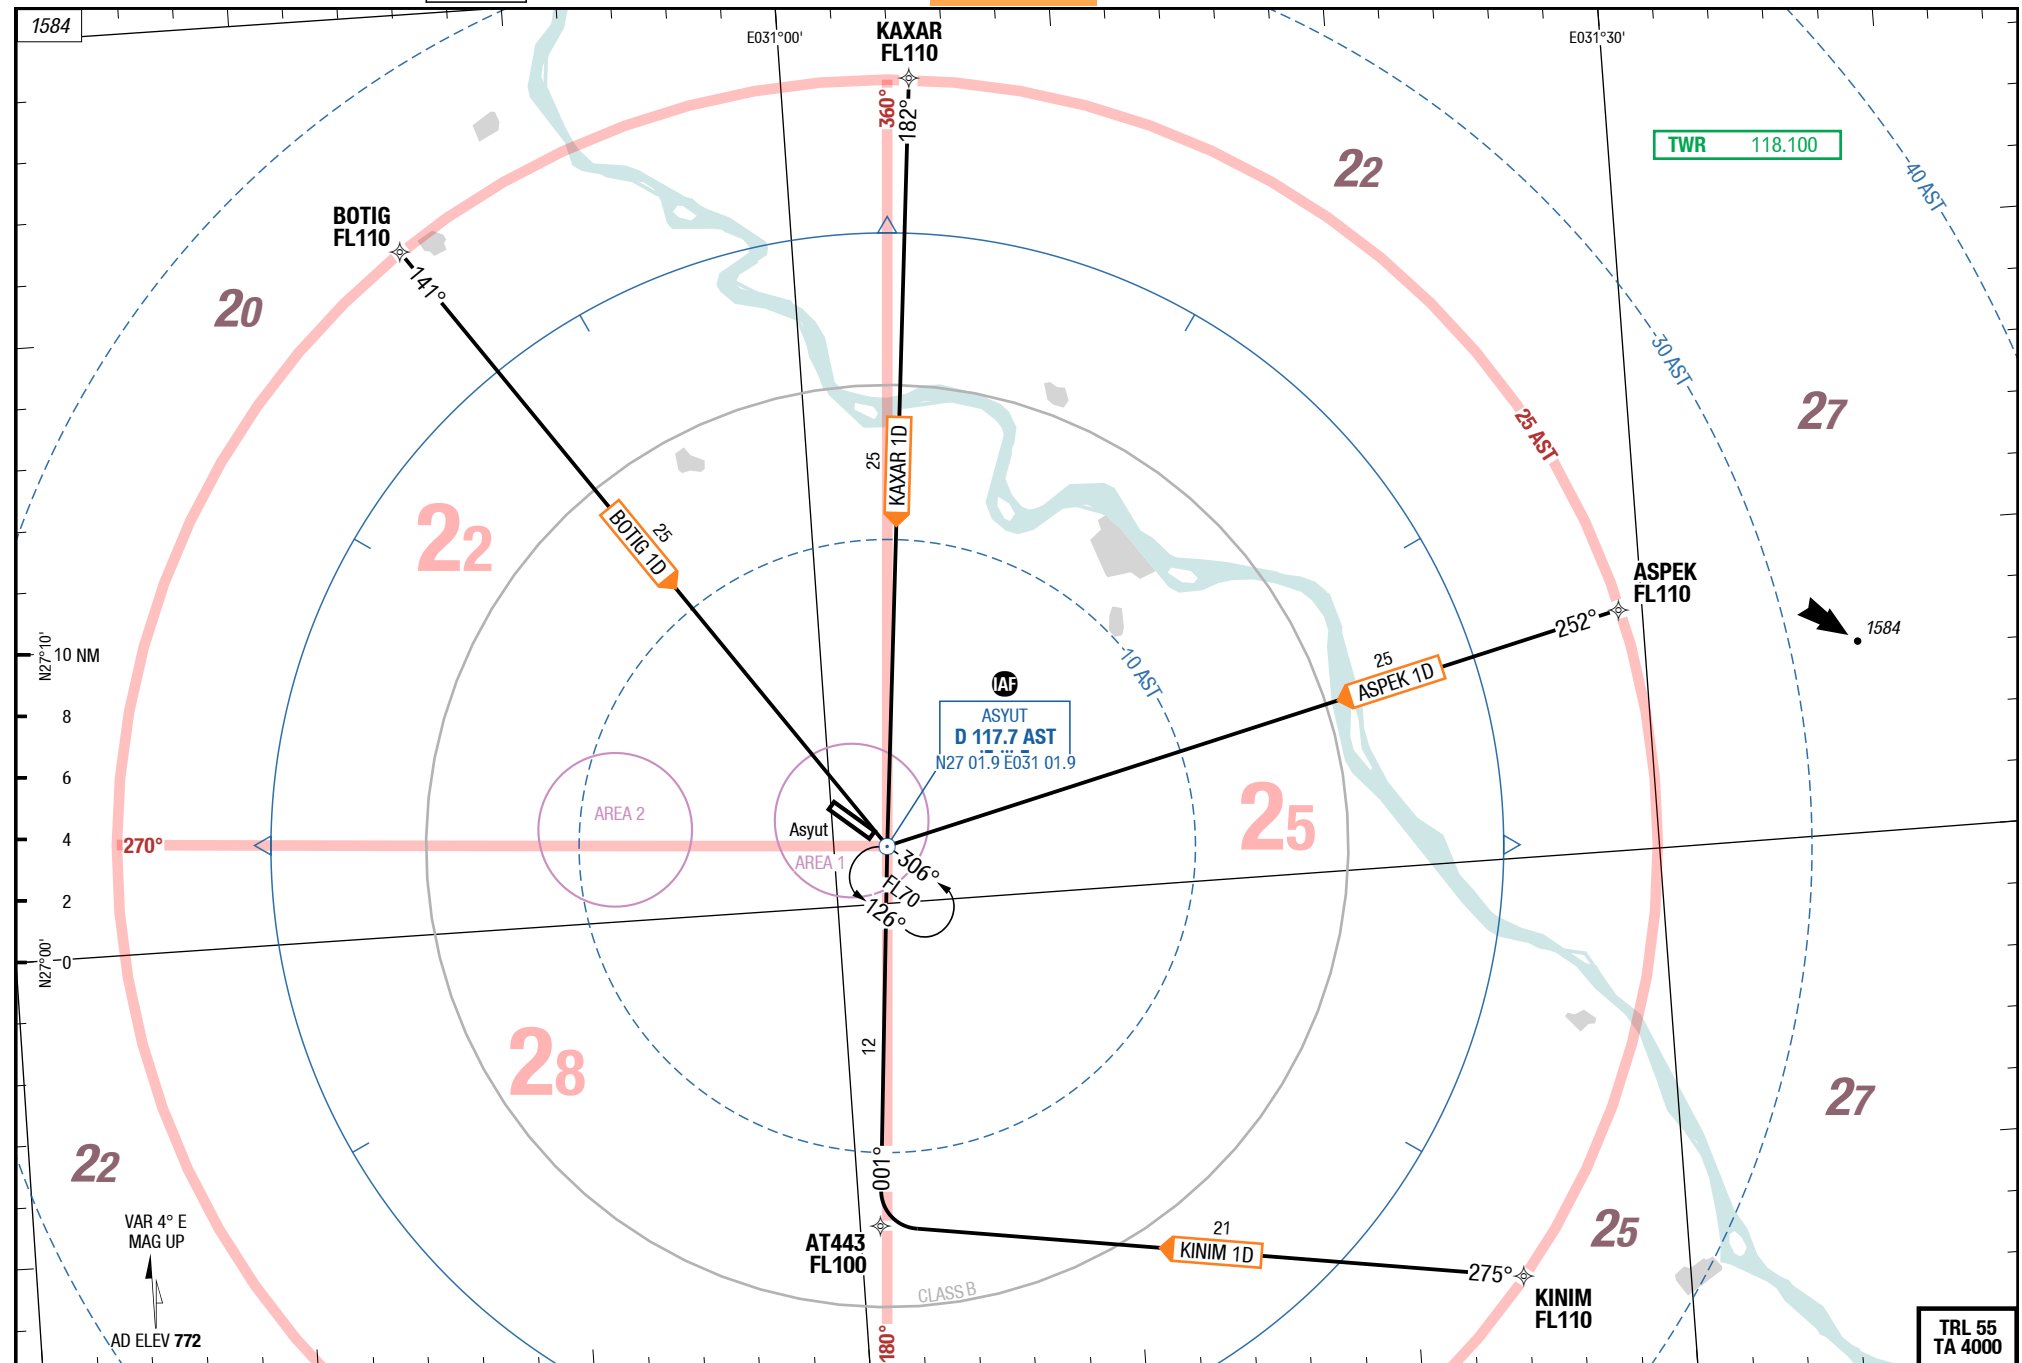 1584
KAXAR
FL110
E031°00'
E031°30'
360°
182°
22
TWR 118.100
40 AST
BOTIG
FL110
141°
20
30 AST
27
25 AST
25
KAXAR 1D
22
25
BOTIG 1D
ASPEK
FL110
252°
1584
N27°10'
10 NM
8
6
4
2
0
N27°00'
10 AST
25
ASPEK 1D
IAF
ASYUT
D 117.7 AST
N27 01.9 E031 01.9
AREA 2
25
Asyut
270°
AREA 1
306°
FL70
126°
12
28
27
001°
22
VAR 4° E
MAG UP
AD ELEV 772
AT443
FL100
21
KINIM 1D
275°
25
KINIM
FL110
CLASS B
180°
TRL 55
TA 4000